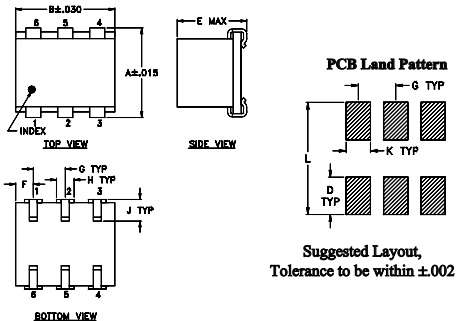 B±.030
6 5 4
A±.015
INDEX
1 2 3
TOP VIEW
E MAX
SIDE VIEW
PCB Land Pattern
G TYP
K TYP
L
D
TYP
Suggested Layout,
Tolerance to be within ±.002
G TYP
H TYP
F
1 2 3
J TYP
6 5 4
BOTTOM VIEW